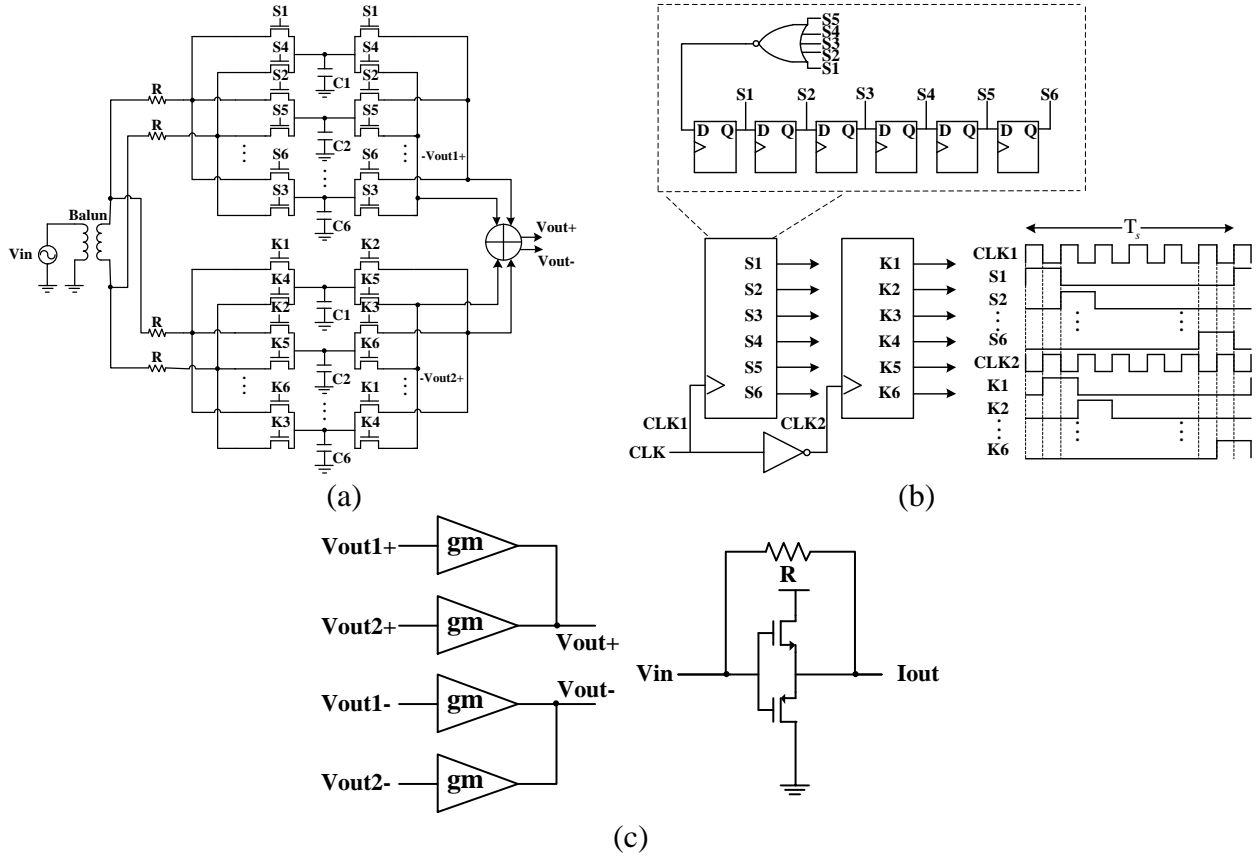 S1 S1
S4 S4
R
C1
S2 S2
R
S5 S5
C2
-Vout1+
S6 S6
S3 S3
C6
Balun
Vin
Vout+
Vout-
K1 K2
K4 K5
R
C1
K2 K3
R
K5 K6
C2
-Vout2+
K6 K1
K3 K4
C6
(a)
S5
S4
S3
S2
S1
S1 S2 S3 S4 S5 S6
D Q D Q D Q D Q D Q D Q
S1 K1
S2 K2
S3 K3
S4 K4
S5 K5
S6 K6
CLK1
CLK2
CLK
Ts
CLK1
S1
S2
S6
CLK2
K1
K2
K6
(b)
Vout1+ gm
Vout2+ gm
Vout+
Vout1- gm
Vout-
Vout2- gm
R
Vin Iout
(c)